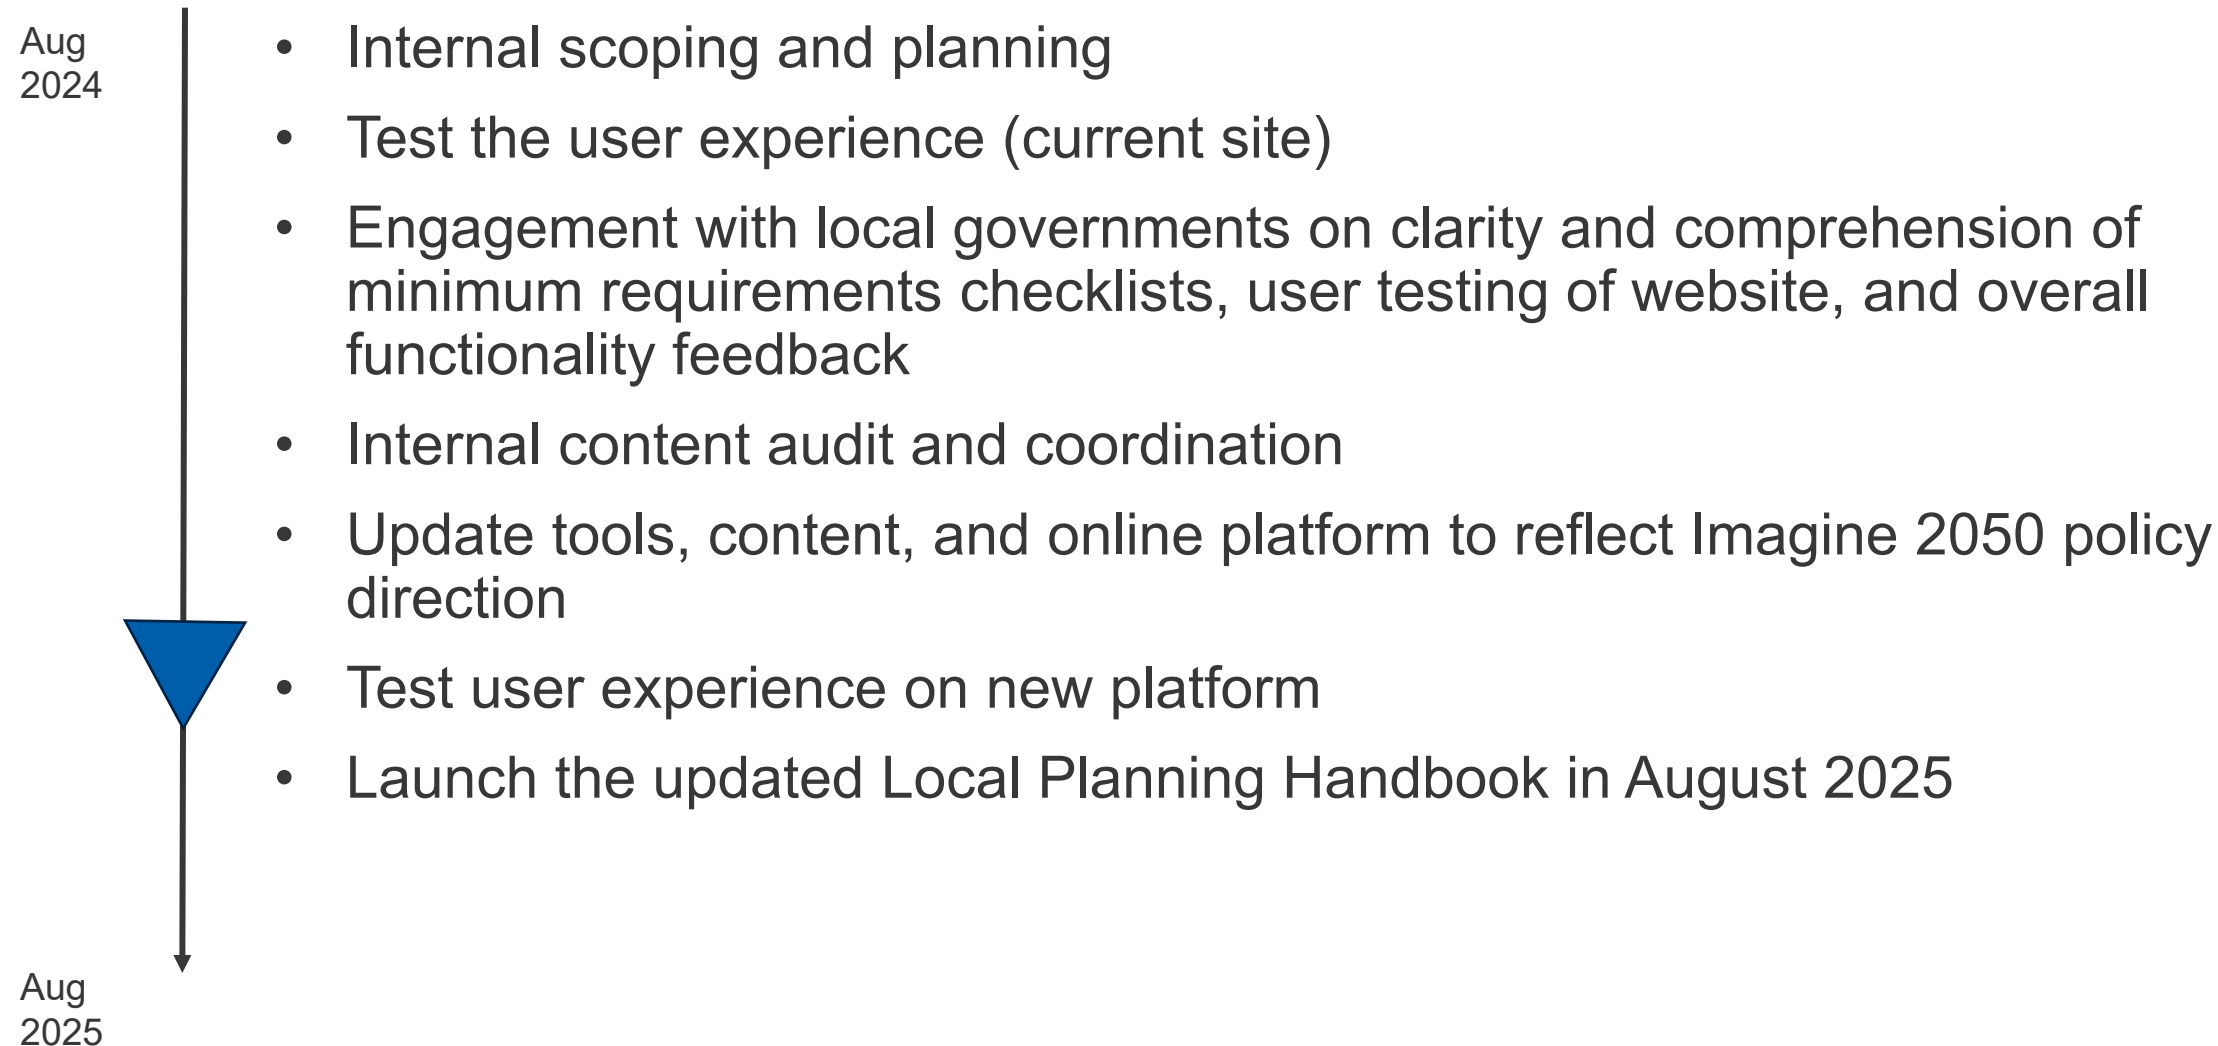 Aug
2024
• Internal scoping and planning
• Test the user experience (current site)
• Engagement with local governments on clarity and comprehension of
minimum requirements checklists, user testing of website, and overall
functionality feedback
• Internal content audit and coordination
• Update tools, content, and online platform to reflect Imagine 2050 policy
direction
• Test user experience on new platform
• Launch the updated Local Planning Handbook in August 2025
Aug
2025